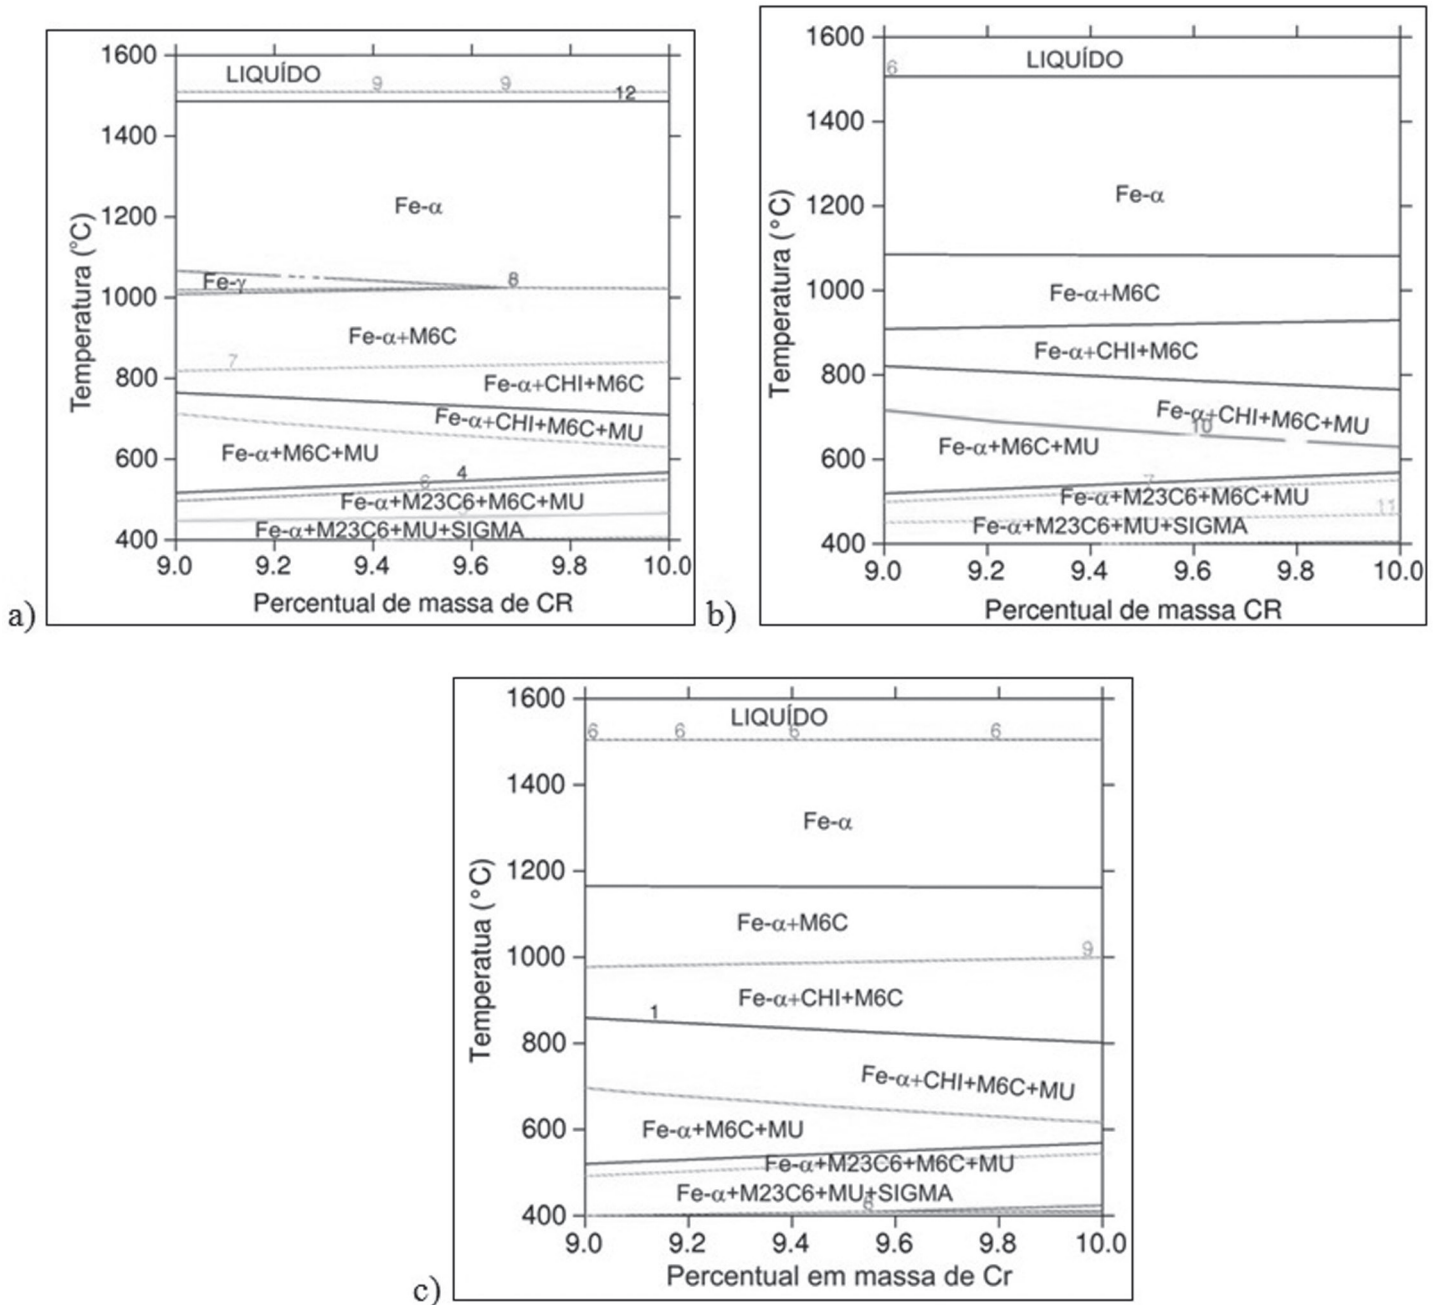 1600
LIQUÍDO
9
9
12
1400
1200
Fe-α
8
Fe-γ
1000
Fe-α+M6C
7
800
Fe-α+CHI+M6C
Fe-α+CHI+M6C+MU
600
Fe-α+M6C+MU
4
6
Fe-α+M23C6+M6C+MU
Fe-α+M23C6+MU+SIGMA
400
9.0 9.2 9.4 9.6 9.8 10.0
Temperatura (°C)
Percentual de massa de CR
a)
1600
LIQUÍDO
6
1400
1200
Fe-α
1000
Fe-α+M6C
Fe-α+CHI+M6C
800
Fe-α+CHI+M6C+MU
10
Fe-α+M6C+MU
600
7
Fe-α+M23C6+M6C+MU
11
Fe-α+M23C6+MU+SIGMA
400
9.0 9.2 9.4 9.6 9.8 10.0
Temperatura (°C)
Percentual de massa CR
b)
1600
LIQUÍDO
6 6 6 6
1400
Fe-α
1200
Fe-α+M6C
9
1000
Fe-α+CHI+M6C
1
800
Fe-α+CHI+M6C+MU
600
Fe-α+M6C+MU
Fe-α+M23C6+M6C+MU
Fe-α+M23C6+MU+SIGMA
400
9.0 9.2 9.4 9.6 9.8 10.0
Temperatua (°C)
Percentual em massa de Cr
c)